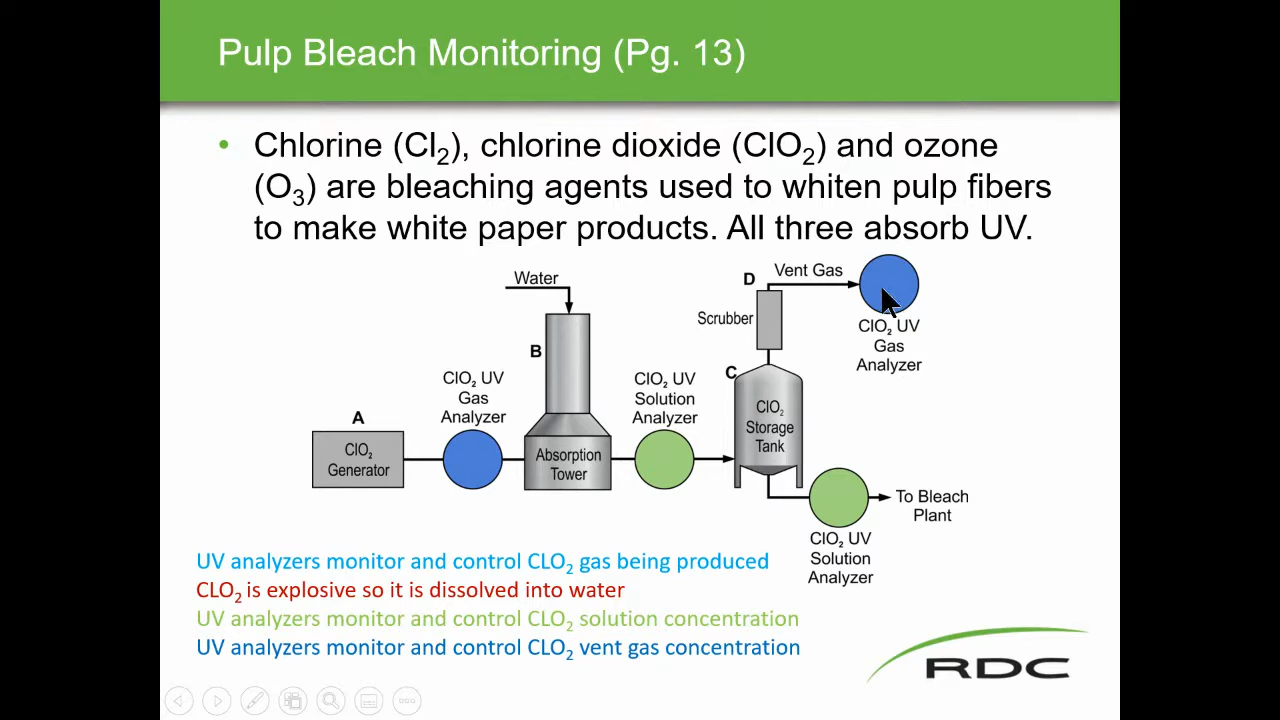 Pulp Bleach Monitoring (Pg. 13)
• Chlorine (Cl₂), chlorine dioxide (ClO₂) and ozone
(O₃) are bleaching agents used to whiten pulp fibers
to make white paper products. All three absorb UV.
Water
D
Vent Gas
Scrubber
ClO₂ UV
Gas
Analyzer
B
C
ClO₂ UV
Gas
Analyzer
ClO₂ UV
Solution
Analyzer
ClO₂
Storage
Tank
A
ClO₂
Generator
Absorption
Tower
To Bleach
Plant
ClO₂ UV
Solution
Analyzer
UV analyzers monitor and control CLO₂ gas being produced
CLO₂ is explosive so it is dissolved into water
UV analyzers monitor and control CLO₂ solution concentration
UV analyzers monitor and control CLO₂ vent gas concentration
RDC